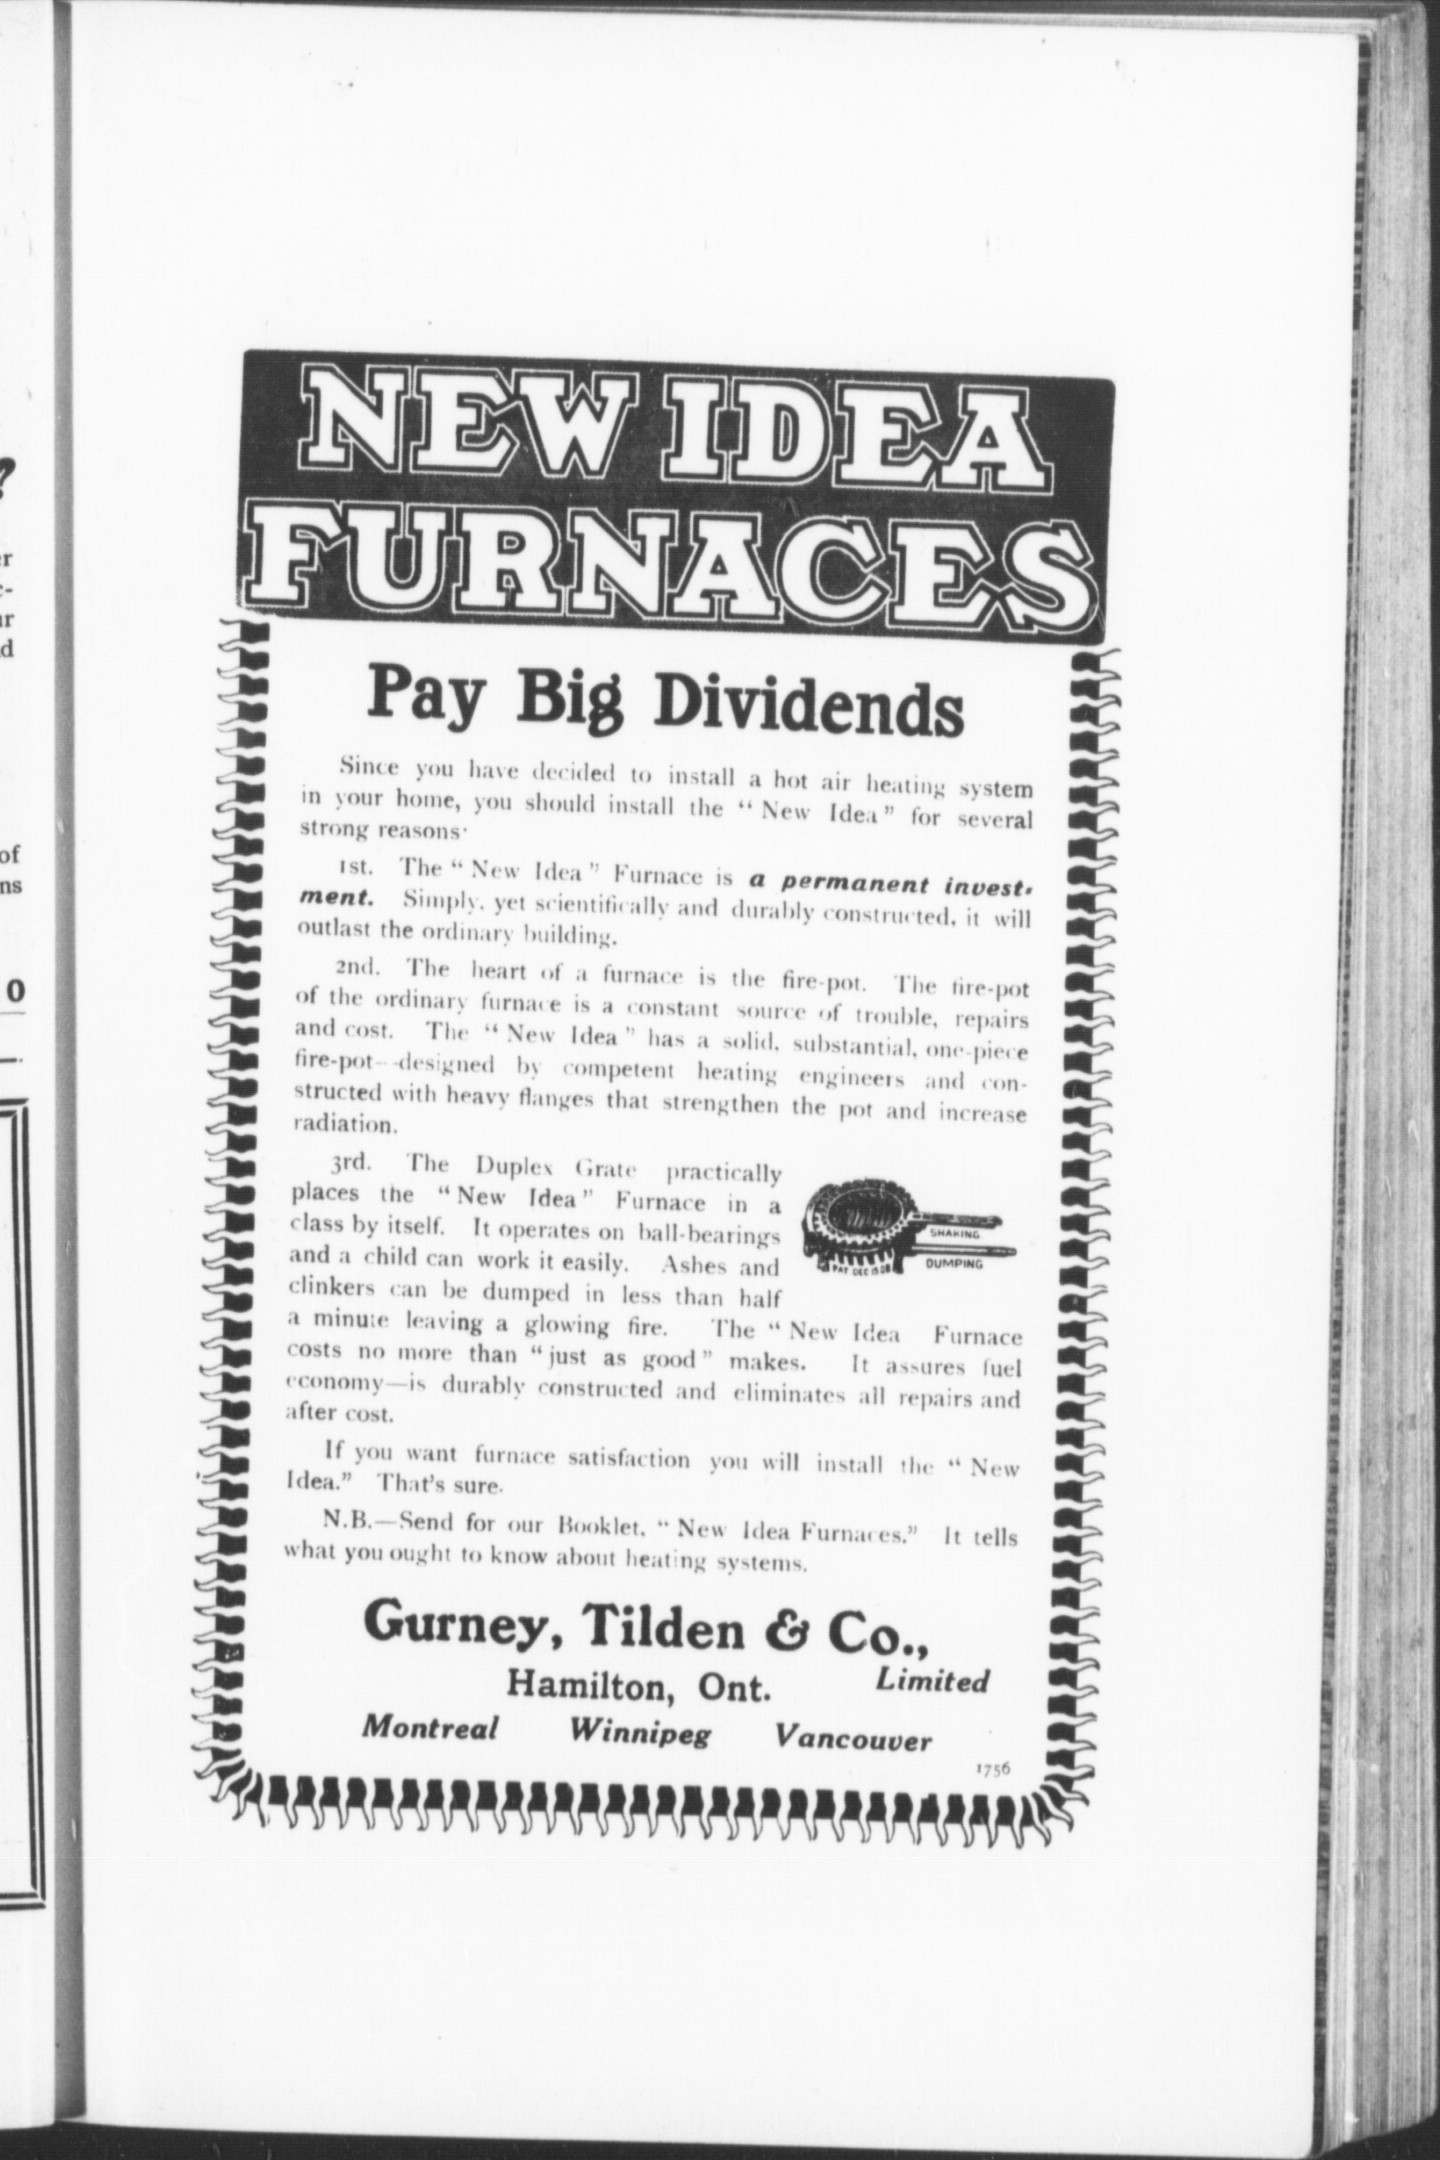 ?
er
c-
ur
d
of
ns
0
NEW IDEA
FURNACES
Pay Big Dividends
Since you have decided to install a hot air heating system
in your home, you should install the “New Idea” for several
strong reasons·
1st. The “New Idea” Furnace is a permanent invest-
ment. Simply, yet scientifically and durably constructed, it will
outlast the ordinary building.
2nd. The heart of a furnace is the fire-pot. The fire-pot
of the ordinary furnace is a constant source of trouble, repairs
and cost. The “New Idea” has a solid, substantial, one-piece
fire-pot--designed by competent heating engineers and con-
structed with heavy flanges that strengthen the pot and increase
radiation.
3rd. The Duplex Grate practically
places the “New Idea” Furnace in a
class by itself. It operates on ball-bearings
and a child can work it easily. Ashes and
clinkers can be dumped in less than half
SHAKING
DUMPING
PAT. DEC 15 08
a minute leaving a glowing fire. The “New Idea Furnace
costs no more than “just as good” makes. It assures fuel
economy—is durably constructed and eliminates all repairs and
after cost.
If you want furnace satisfaction you will install the “New
Idea.” That's sure.
N.B.—Send for our Booklet, “New Idea Furnaces.” It tells
what you ought to know about heating systems.
Gurney, Tilden & Co.,
Hamilton, Ont. Limited
Montreal Winnipeg Vancouver
1756